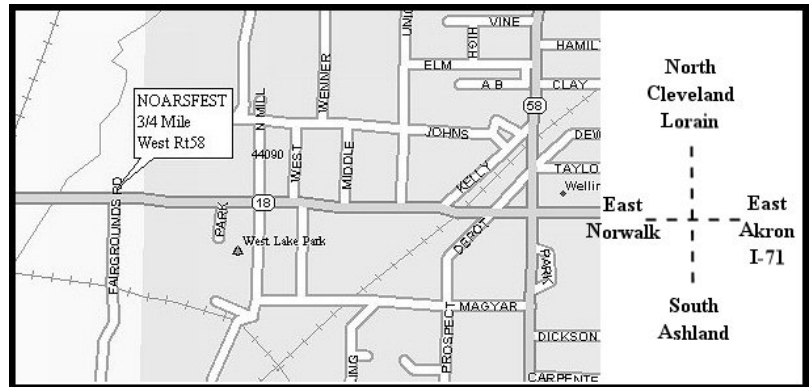 VINE
HIGH
HAMIL
ELM
A B
CLAY
UNIO
WENNER
N MILL
NOARSFEST
3/4 Mile
West Rt58
58
JOHNS
DEW
44090
WEST
MIDDLE
KELLY
TAYLO
Wellin
FAIRGROUNDS RD
18
PARK
West Lake Park
DEPOT
PARK
MAGYAR
PROSPECT
LING
DICKSON
CARPENTE
North
Cleveland
Lorain
East
Norwalk
East
Akron
I-71
South
Ashland